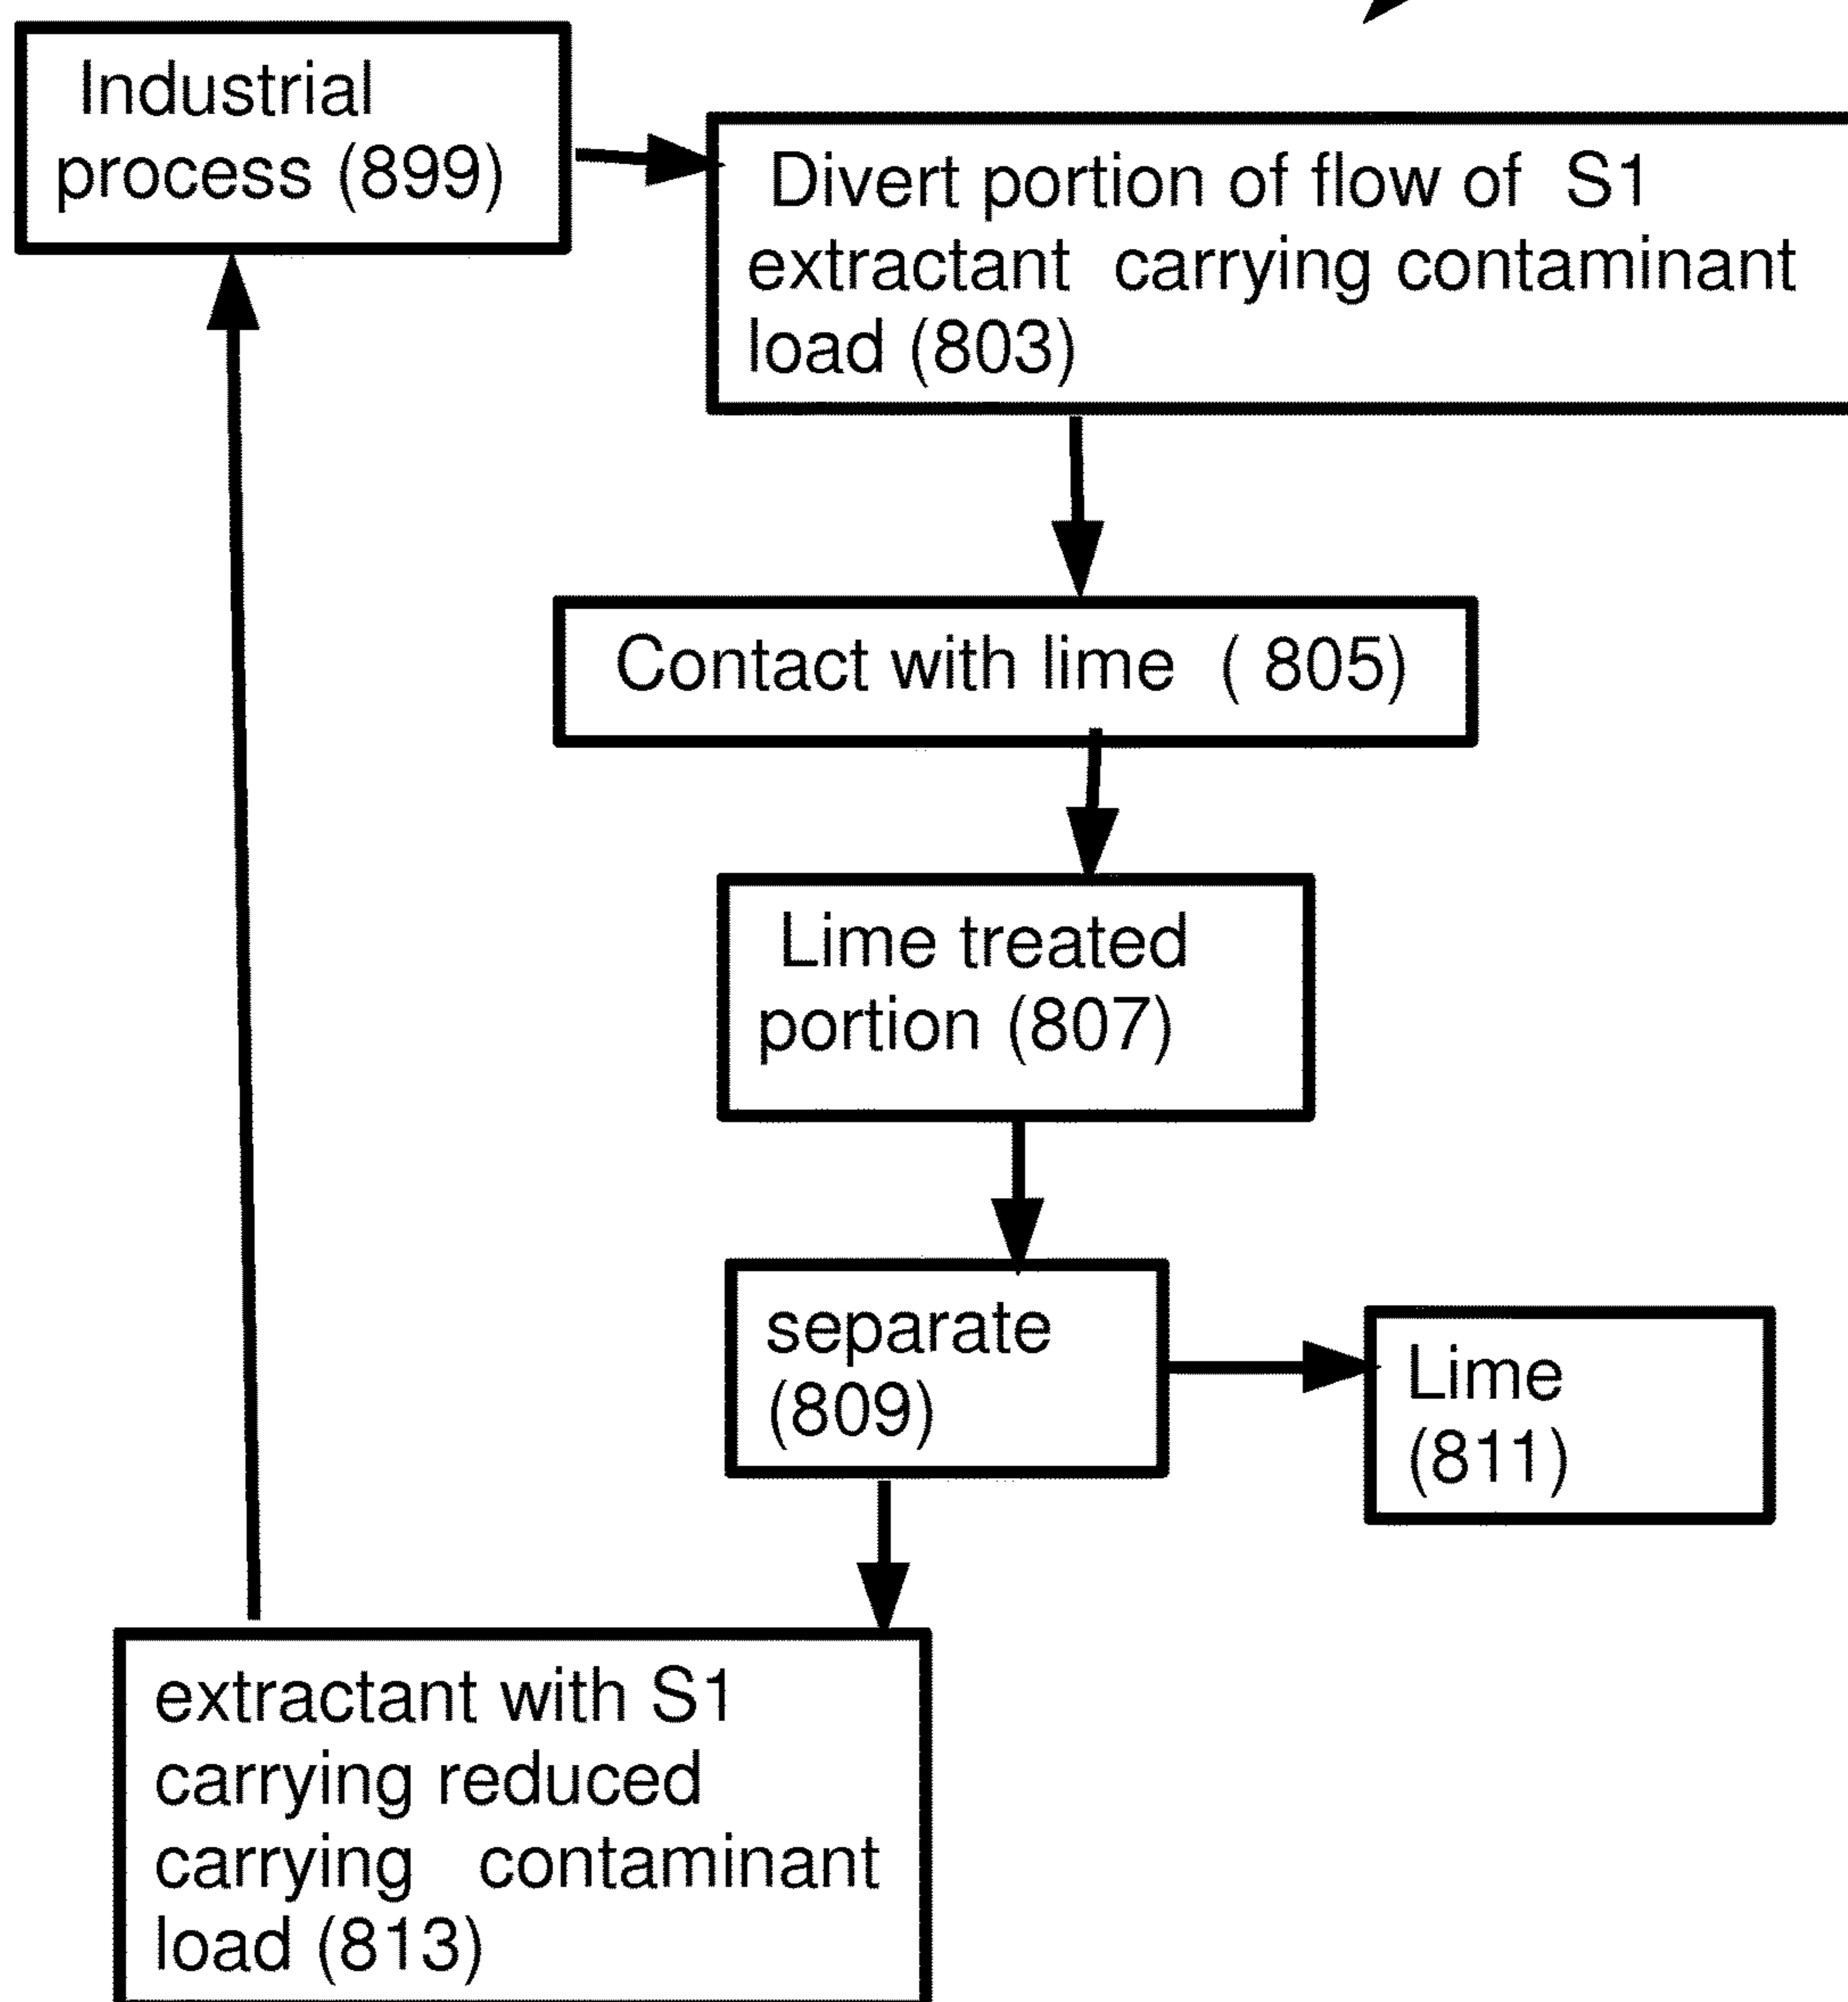 Industrial
process (899)
Divert portion of flow of S1
extractant carrying contaminant
load (803)
Contact with lime ( 805)
Lime treated
portion (807)
separate
(809)
Lime
(811)
extractant with S1
carrying reduced
carrying contaminant
load (813)